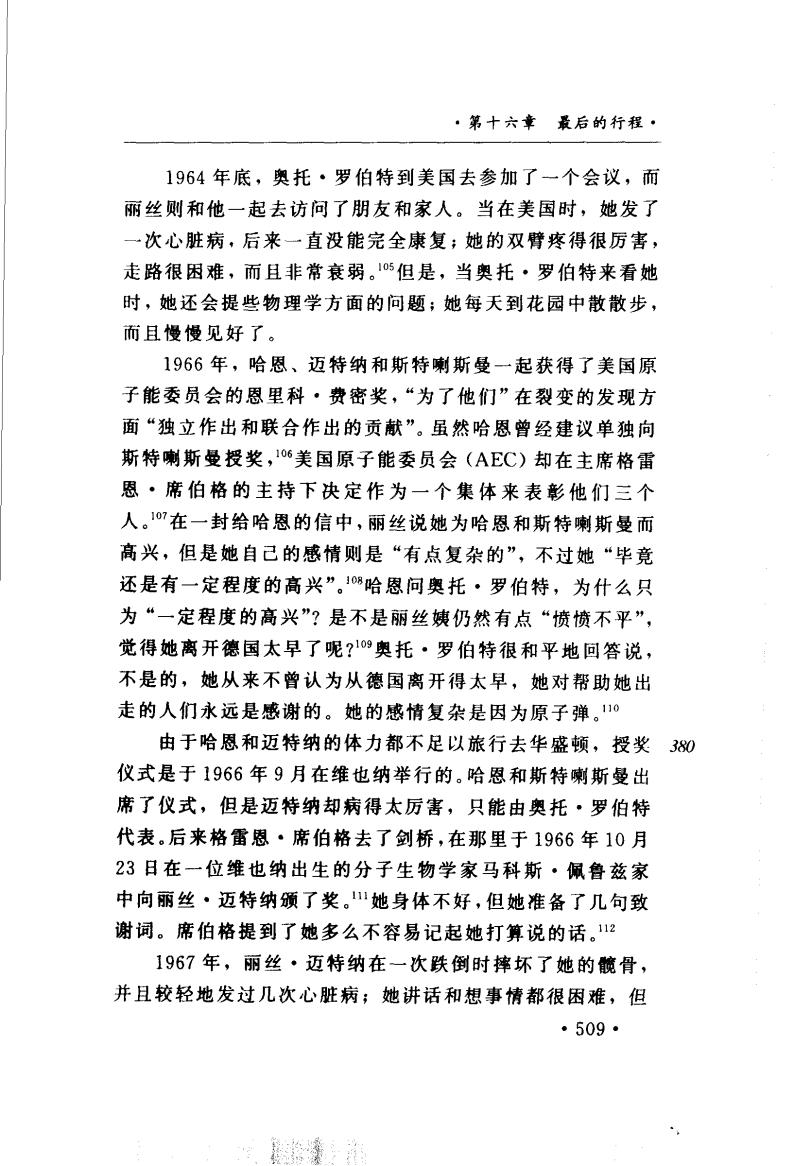 ·第十六章　最后的行程·
1964 年底，奥托·罗伯特到美国去参加了一个会议，而
丽丝则和他一起去访问了朋友和家人。当在美国时，她发了
一次心脏病，后来一直没能完全康复；她的双臂疼得很厉害，
走路很困难，而且非常衰弱。105但是，当奥托·罗伯特来看她
时，她还会提些物理学方面的问题；她每天到花园中散散步，
而且慢慢见好了。
1966 年，哈恩、迈特纳和斯特喇斯曼一起获得了美国原
子能委员会的恩里科·费密奖，“为了他们”在裂变的发现方
面“独立作出和联合作出的贡献”。虽然哈恩曾经建议单独向
斯特喇斯曼授奖，106美国原子能委员会（AEC）却在主席格雷
恩·席伯格的主持下决定作为一个集体来表彰他们三个
人。107在一封给哈恩的信中，丽丝说她为哈恩和斯特喇斯曼而
高兴，但是她自己的感情则是“有点复杂的”，不过她“毕竟
还是有一定程度的高兴”。108哈恩问奥托·罗伯特，为什么只
为“一定程度的高兴”？是不是丽丝姨仍然有点“愤愤不平”，
觉得她离开德国太早了呢?109奥托·罗伯特很和平地回答说，
不是的，她从来不曾认为从德国离开得太早，她对帮助她出
走的人们永远是感谢的。她的感情复杂是因为原子弹。110
由于哈恩和迈特纳的体力都不足以旅行去华盛顿，授奖 380
仪式是于 1966 年 9 月在维也纳举行的。哈恩和斯特喇斯曼出
席了仪式，但是迈特纳却病得太厉害，只能由奥托·罗伯特
代表。后来格雷恩·席伯格去了剑桥，在那里于 1966 年 10 月
23 日在一位维也纳出生的分子生物学家马科斯·佩鲁兹家
中向丽丝·迈特纳颁了奖。111她身体不好，但她准备了几句致
谢词。席伯格提到了她多么不容易记起她打算说的话。112
1967 年，丽丝·迈特纳在一次跌倒时摔坏了她的髋骨，
并且较轻地发过几次心脏病；她讲话和想事情都很困难，但
·509·